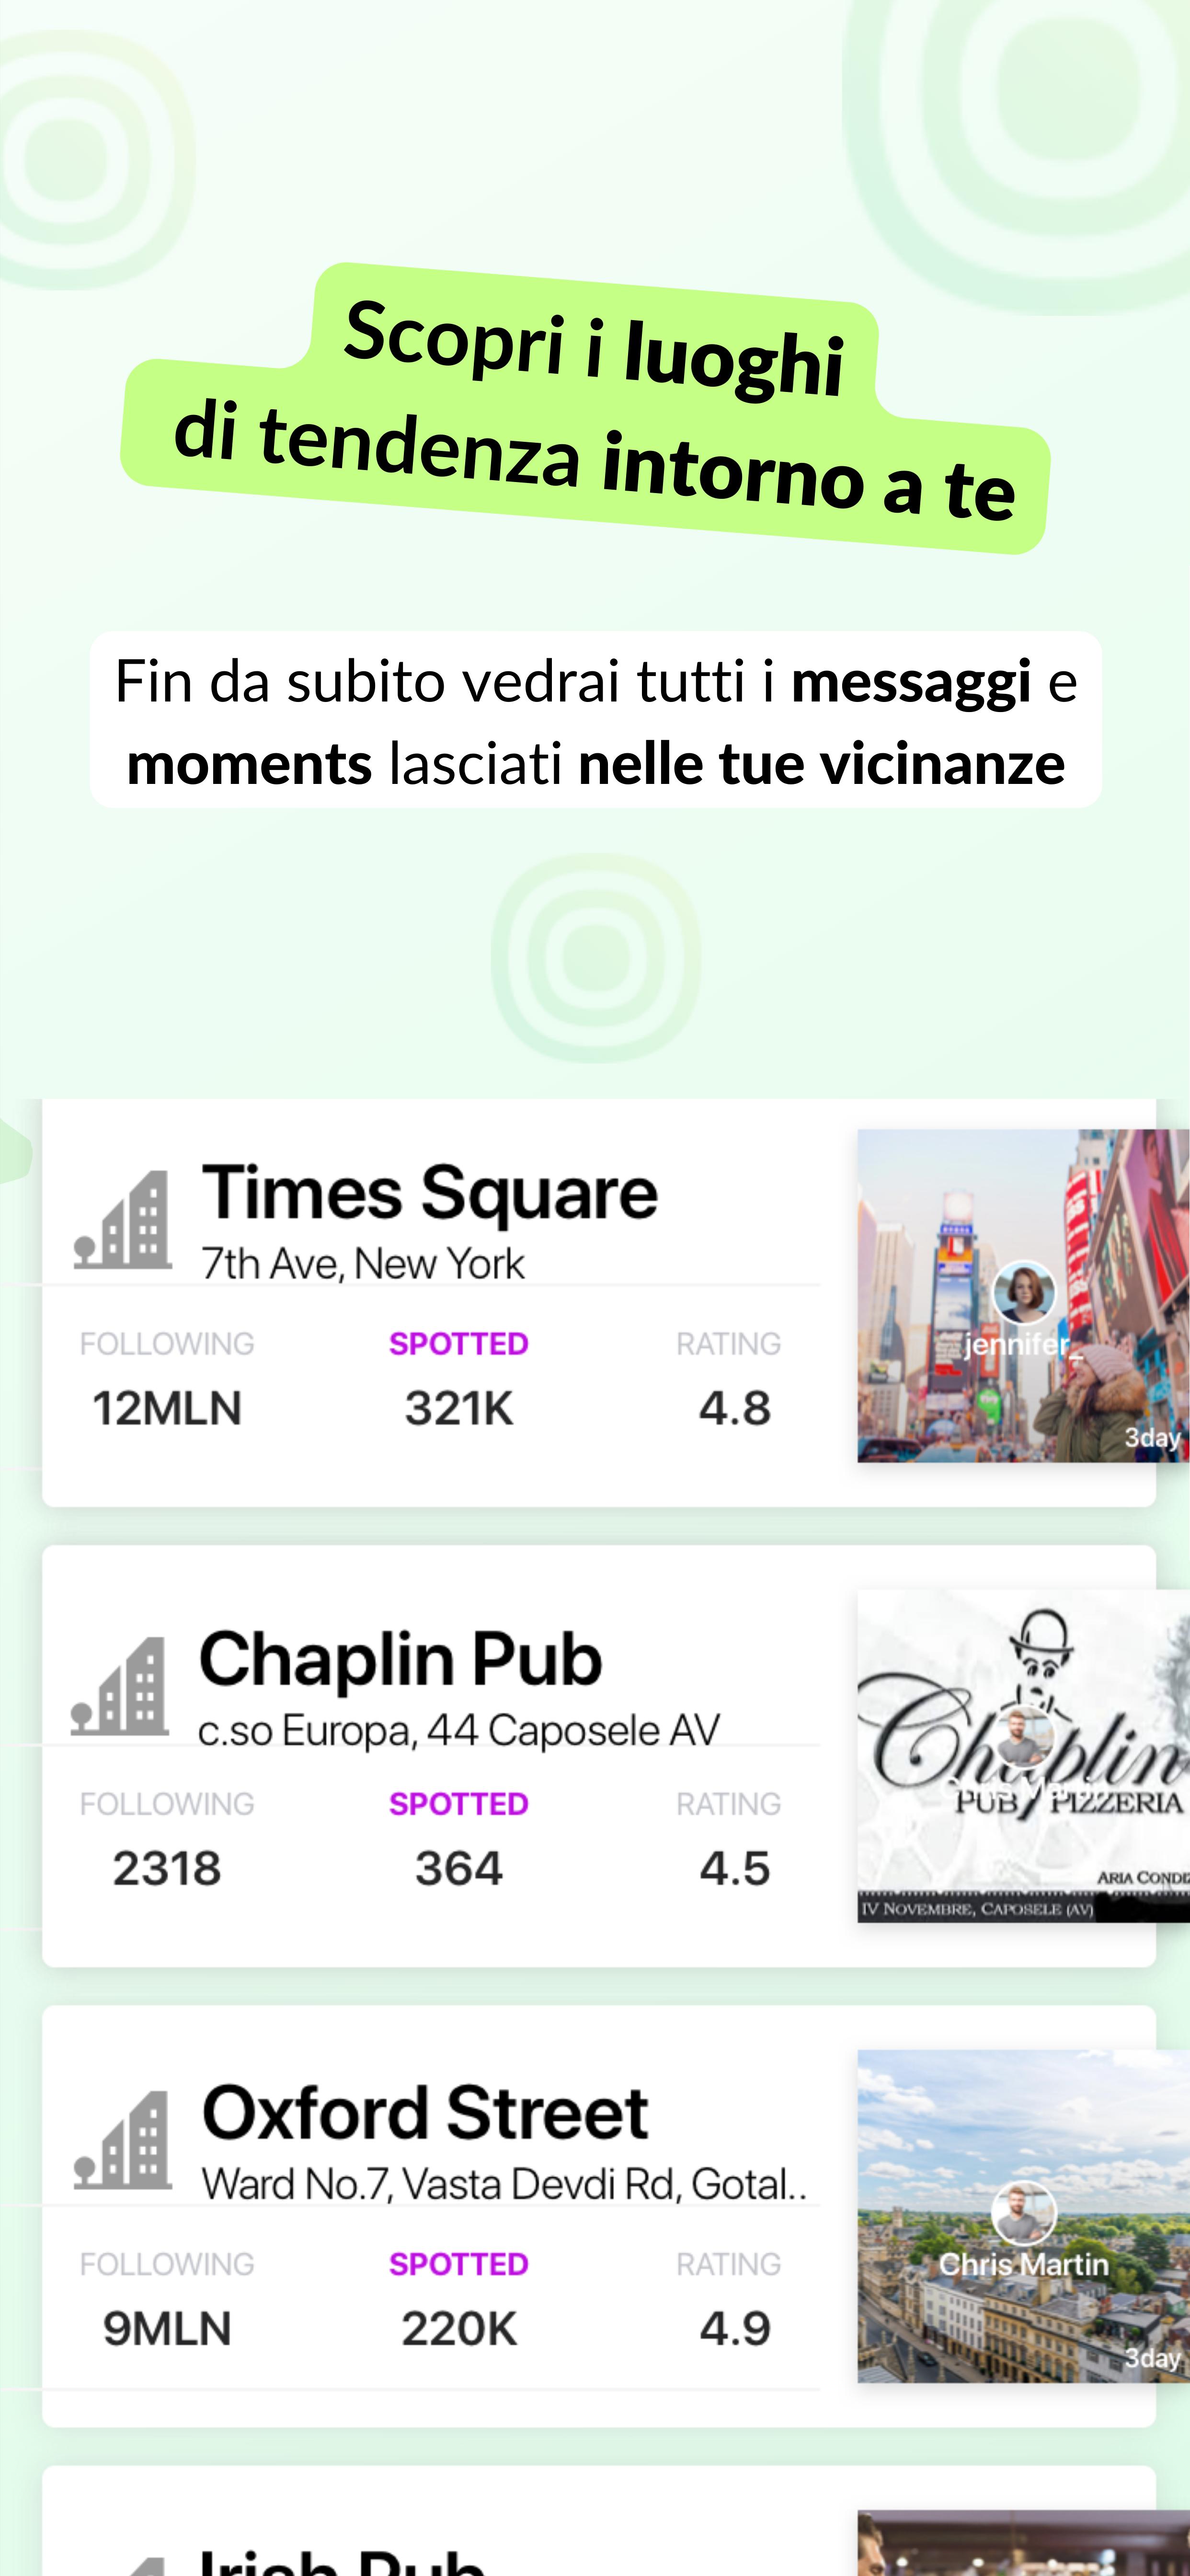 Scopri i luoghi
di tendenza intorno a te
Fin da subito vedrai tutti i messaggi e
moments lasciati nelle tue vicinanze
Times Square
7th Ave, New York
FOLLOWING SPOTTED RATING
12MLN 321K 4.8
jennifer_
3day
Chaplin Pub
c.so Europa, 44 Caposele AV
FOLLOWING SPOTTED RATING
2318 364 4.5
Chaplin
Chris Martin
PUB PIZZERIA
ARIA CONDIZ
IV NOVEMBRE, CAPOSELE (AV)
Oxford Street
Ward No.7, Vasta Devdi Rd, Gotal..
FOLLOWING SPOTTED RATING
9MLN 220K 4.9
Chris Martin
3day
Irish Pub